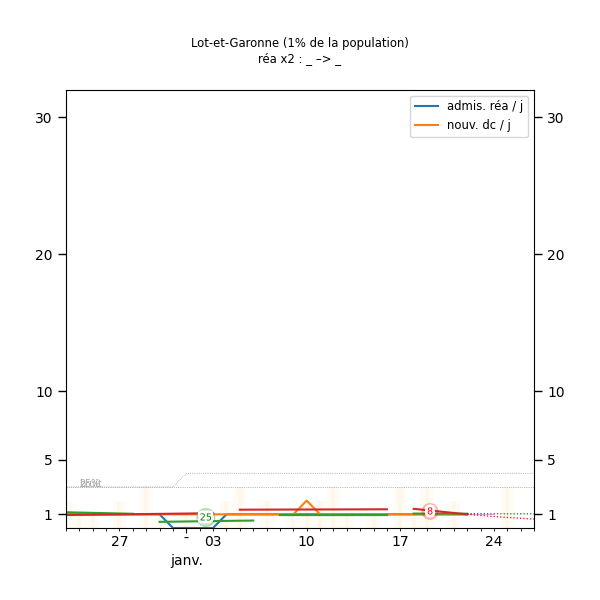 Lot-et-Garonne (1% de la population)
réa x2 : _ –> _
admis. réa / j
nouv. dc / j
30 30
20 20
10 10
5 5
1 1
25 8
27 - 03 10 17 24
janv.